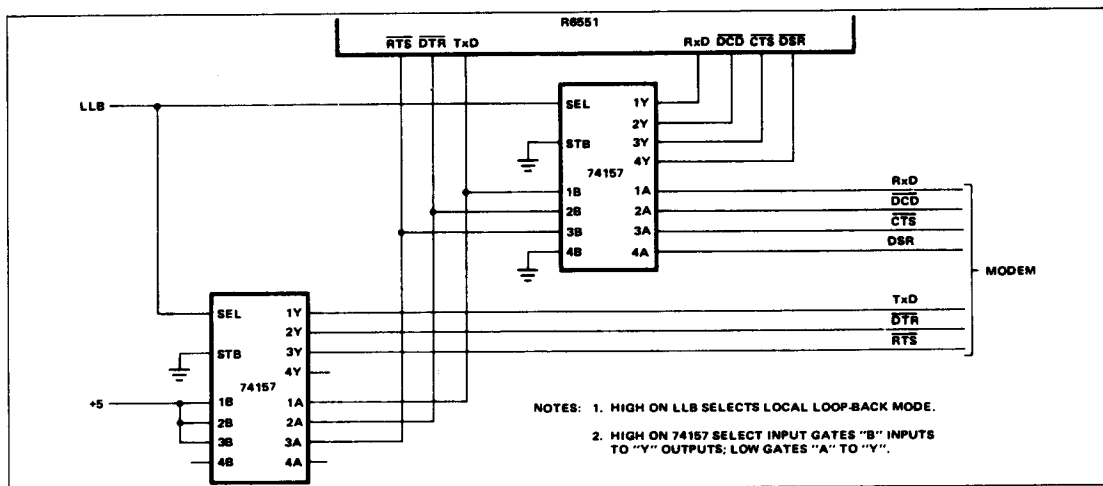 R6551
RTS DTR TxD RxD DCD CTS DSR
LLB
SEL 1Y
2Y
STB 3Y
4Y
74157
1B 1A RxD
2B 2A DCD
3B 3A CTS
4B 4A DSR
MODEM
SEL 1Y TxD
2Y DTR
STB 3Y RTS
4Y
74157
+5 1B 1A
2B 2A
3B 3A
4B 4A
NOTES: 1. HIGH ON LLB SELECTS LOCAL LOOP-BACK MODE.
2. HIGH ON 74157 SELECT INPUT GATES "B" INPUTS
TO "Y" OUTPUTS; LOW GATES "A" TO "Y".